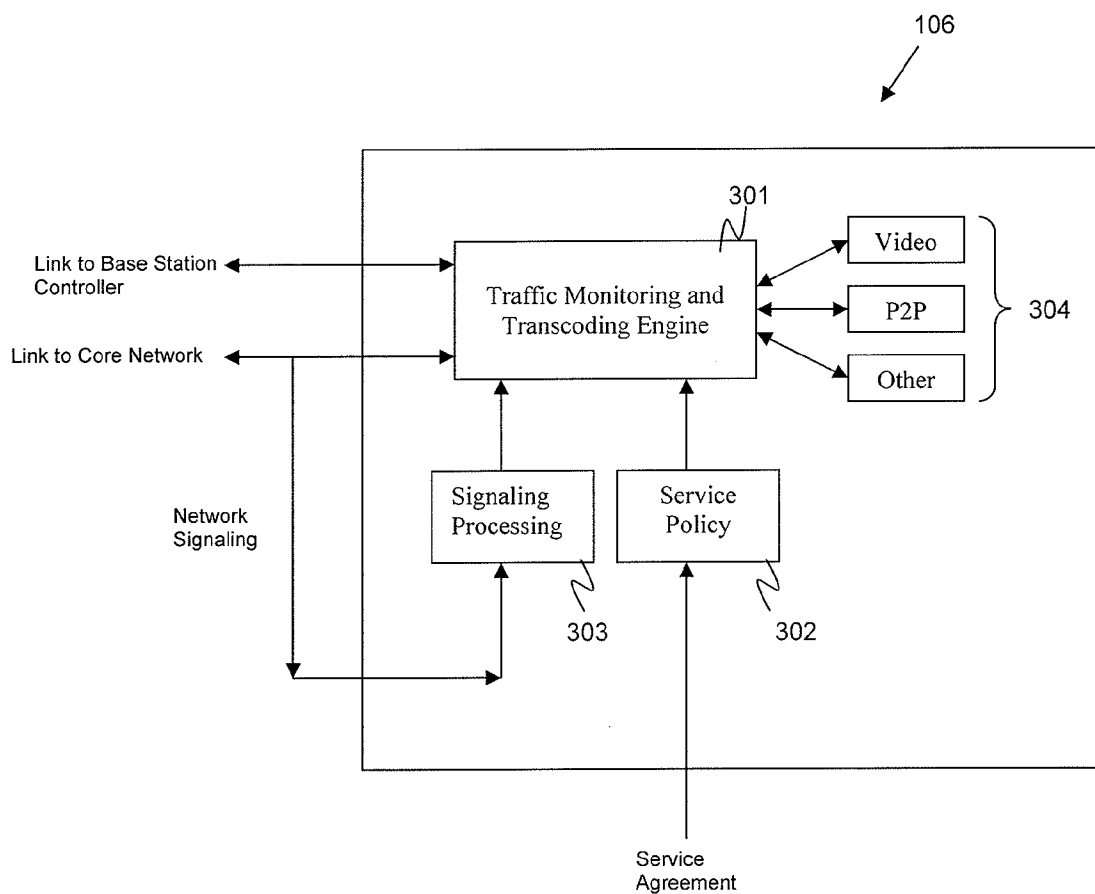 106
301
Link to Base Station
Controller
Traffic Monitoring and
Transcoding Engine
Video
P2P
Other
304
Link to Core Network
Network
Signaling
Signaling
Processing
303
Service
Policy
302
Service
Agreement